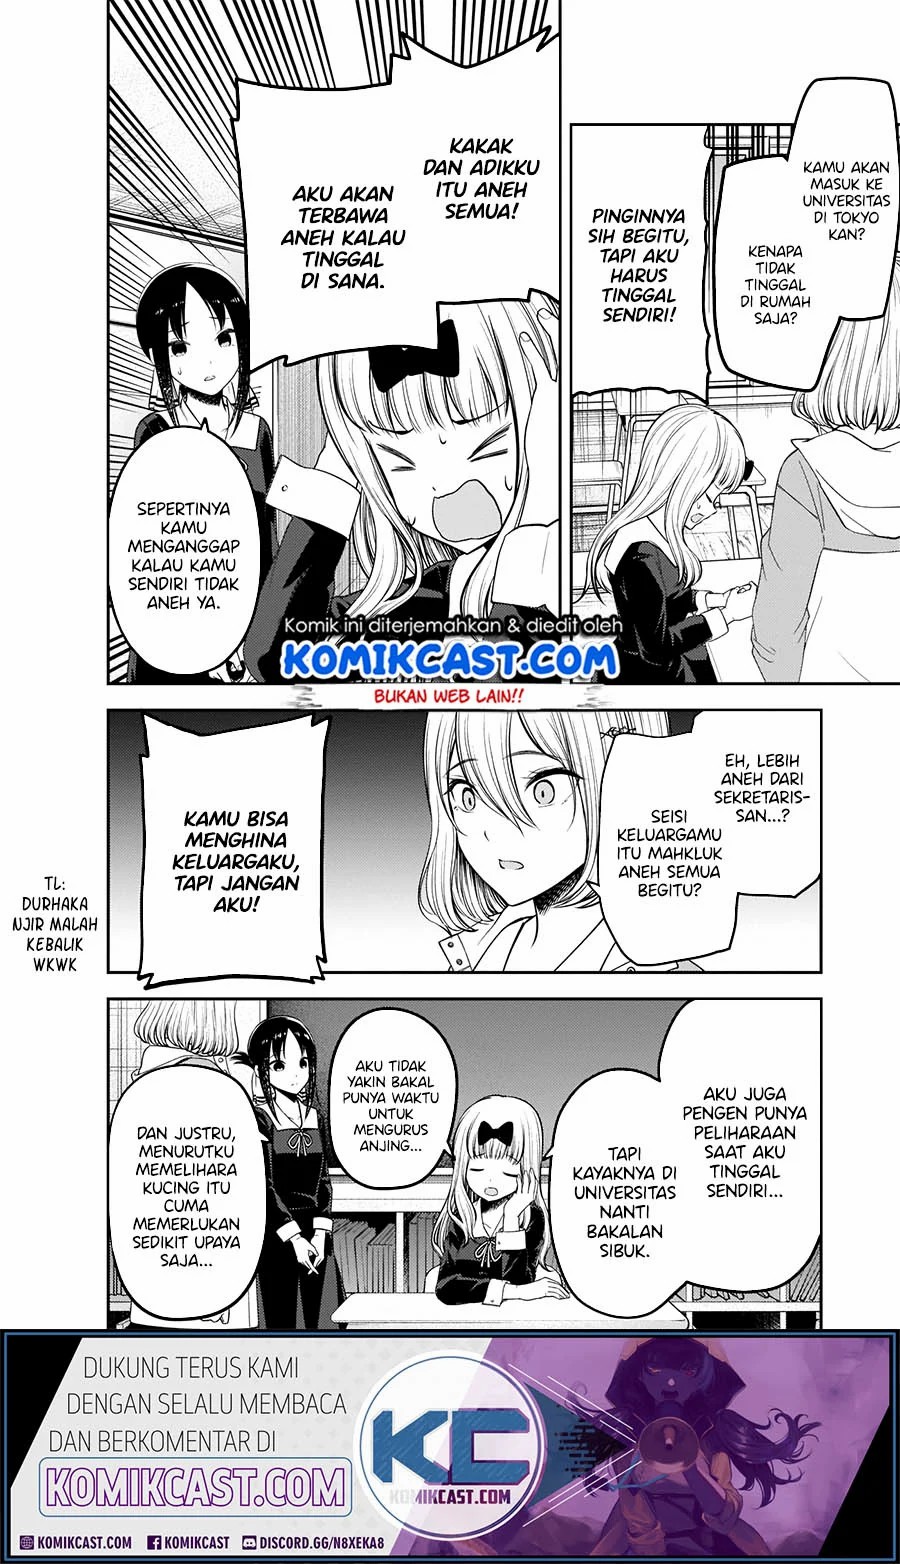 KAMU AKAN
MASUK KE
UNIVERSITAS
DI TOKYO
KAN?
KENAPA
TIDAK
TINGGAL
DI RUMAH
SAJA?
PINGINNYA
SIH BEGITU,
TAPI AKU
HARUS
TINGGAL
SENDIRI!
KAKAK
DAN ADIKKU
ITU ANEH
SEMUA!
AKU AKAN
TERBAWA
ANEH KALAU
TINGGAL
DI SANA.
SEPERTINYA
KAMU
MENGANGGAP
KALAU KAMU
SENDIRI TIDAK
ANEH YA.
Komik ini diterjemahkan & diedit oleh
KOMIKCAST.COM
BUKAN WEB LAIN!!
EH, LEBIH
ANEH DARI
SEKRETARIS-
SAN...?
SEISI
KELUARGAMU
ITU MAHKLUK
ANEH SEMUA
BEGITU?
KAMU BISA
MENGHINA
KELUARGAKU,
TAPI JANGAN
AKU!
TL:
DURHAKA
NJIR MALAH
KEBALIK
WKWK
AKU JUGA
PENGEN PUNYA
PELIHARAAN
SAAT AKU
TINGGAL
SENDIRI...
TAPI
KAYAKNYA DI
UNIVERSITAS
NANTI
BAKALAN
SIBUK.
AKU TIDAK
YAKIN BAKAL
PUNYA WAKTU
UNTUK
MENGURUS
ANJING...
DAN JUSTRU,
MENURUTKU
MEMELIHARA
KUCING ITU
CUMA
MEMERLUKAN
SEDIKIT UPAYA
SAJA...
DUKUNG TERUS KAMI
DENGAN SELALU MEMBACA
DAN BERKOMENTAR DI
KOMIKCAST.COM
KOMIKCAST.COM KOMIKCAST DISCORD.GG/N8XEKA8
KC
KOMIKCAST.COM